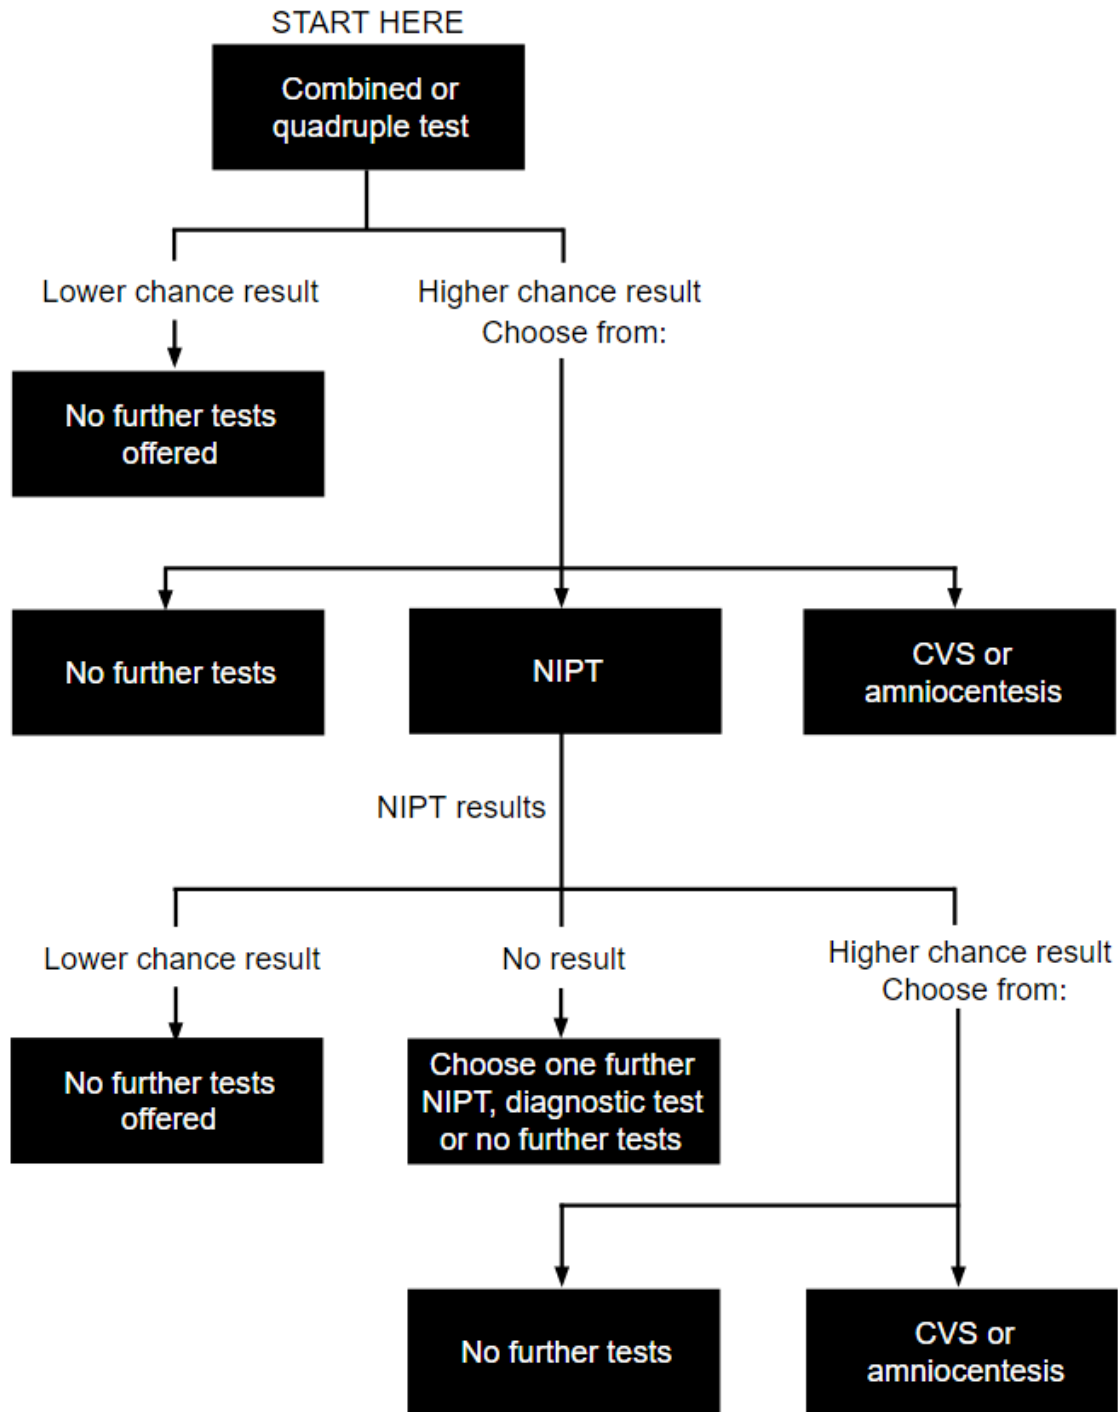 START HERE
Combined or
quadruple test
Lower chance result
Higher chance result
Choose from:
No further tests
offered
No further tests
NIPT
CVS or
amniocentesis
NIPT results
Lower chance result
No result
Higher chance result
Choose from:
No further tests
offered
Choose one further
NIPT, diagnostic test
or no further tests
No further tests
CVS or
amniocentesis